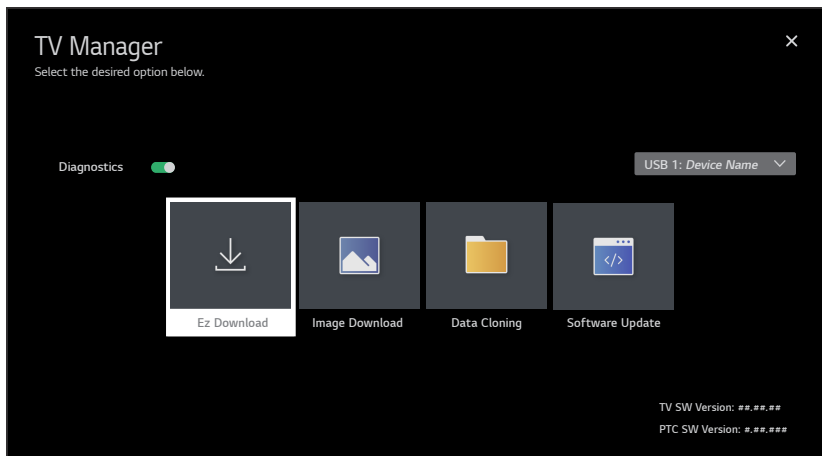 TV Manager
Select the desired option below.
Diagnostics
USB 1: Device Name
</>
Ez Download
Image Download
Data Cloning
Software Update
TV SW Version: ##.##.##
PTC SW Version: #.##.###